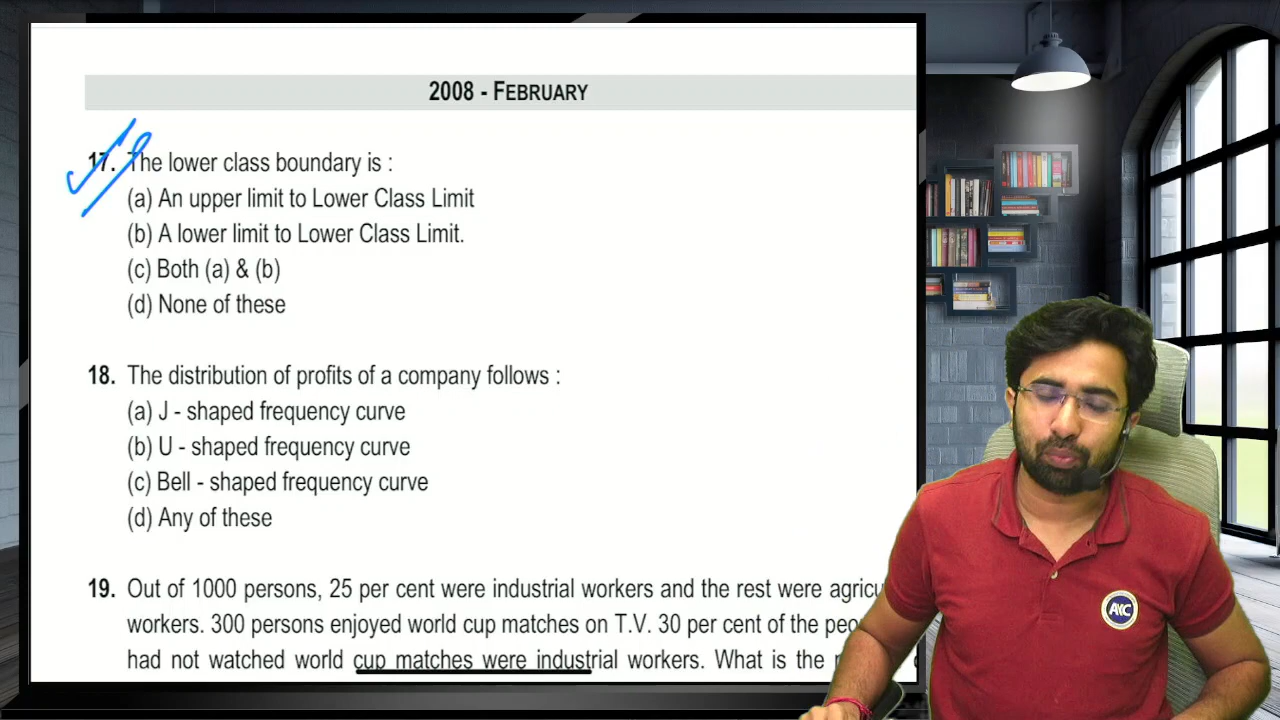 2008 - FEBRUARY
17. The lower class boundary is :
(a) An upper limit to Lower Class Limit
(b) A lower limit to Lower Class Limit.
(c) Both (a) & (b)
(d) None of these
18. The distribution of profits of a company follows :
(a) J - shaped frequency curve
(b) U - shaped frequency curve
(c) Bell - shaped frequency curve
(d) Any of these
19. Out of 1000 persons, 25 per cent were industrial workers and the rest were
workers. 300 persons enjoyed world cup matches on T.V. 30 per cent of the
had not watched world cup matches were industrial workers. What is the
AKC